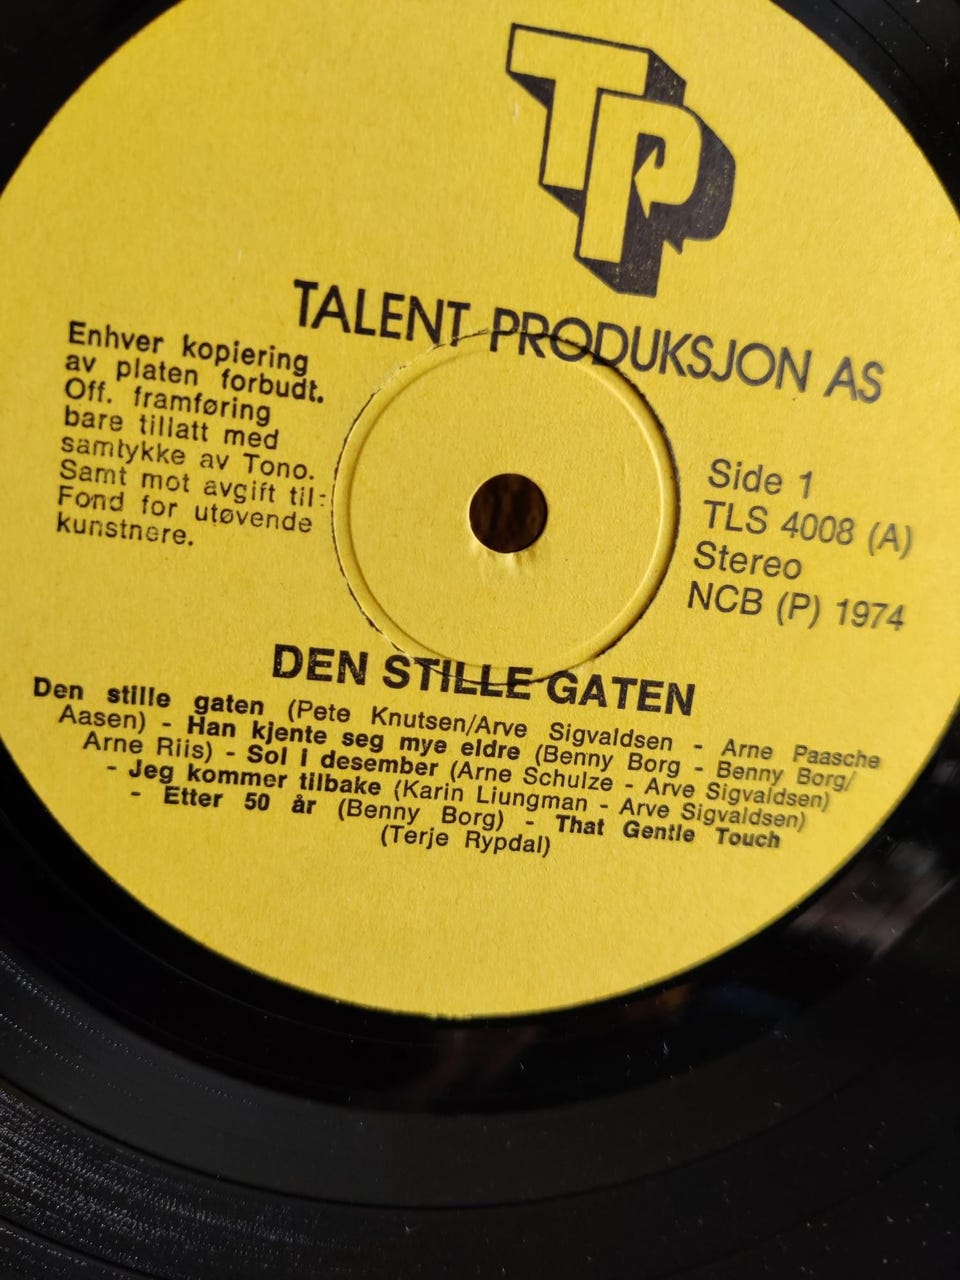 TP
TALENT PRODUKSJON AS
Enhver kopiering
av platen forbudt.
Off. framføring
bare tillatt med
samtykke av Tono.
Samt mot avgift til:
Fond for utøvende
kunstnere.
Side 1
TLS 4008 (A)
Stereo
NCB (P) 1974
DEN STILLE GATEN
Den stille gaten (Pete Knutsen/Arve Sigvaldsen - Arne Paasche
Aasen) - Han kjente seg mye eldre (Benny Borg - Benny Borg/
Arne Riis) - Sol i desember (Arne Schulze - Arve Sigvaldsen)
- Jeg kommer tilbake (Karin Liungman - Arve Sigvaldsen)
- Etter 50 år (Benny Borg) - That Gentle Touch
(Terje Rypdal)